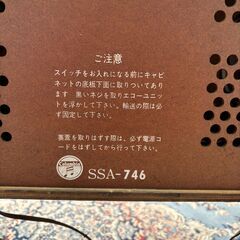 ご注意
スイッチをお入れになる前にキャビ
ネットの底板下面に取りついてあり
ます 黒いネジを取りエコーユニット
を浮かして下さい。輸送の際は必
ず固定して下さい。
裏蓋を取りはずす際は、必ず電源コ
ードをはずしてから行って下さい。
Columbia
SSA-746